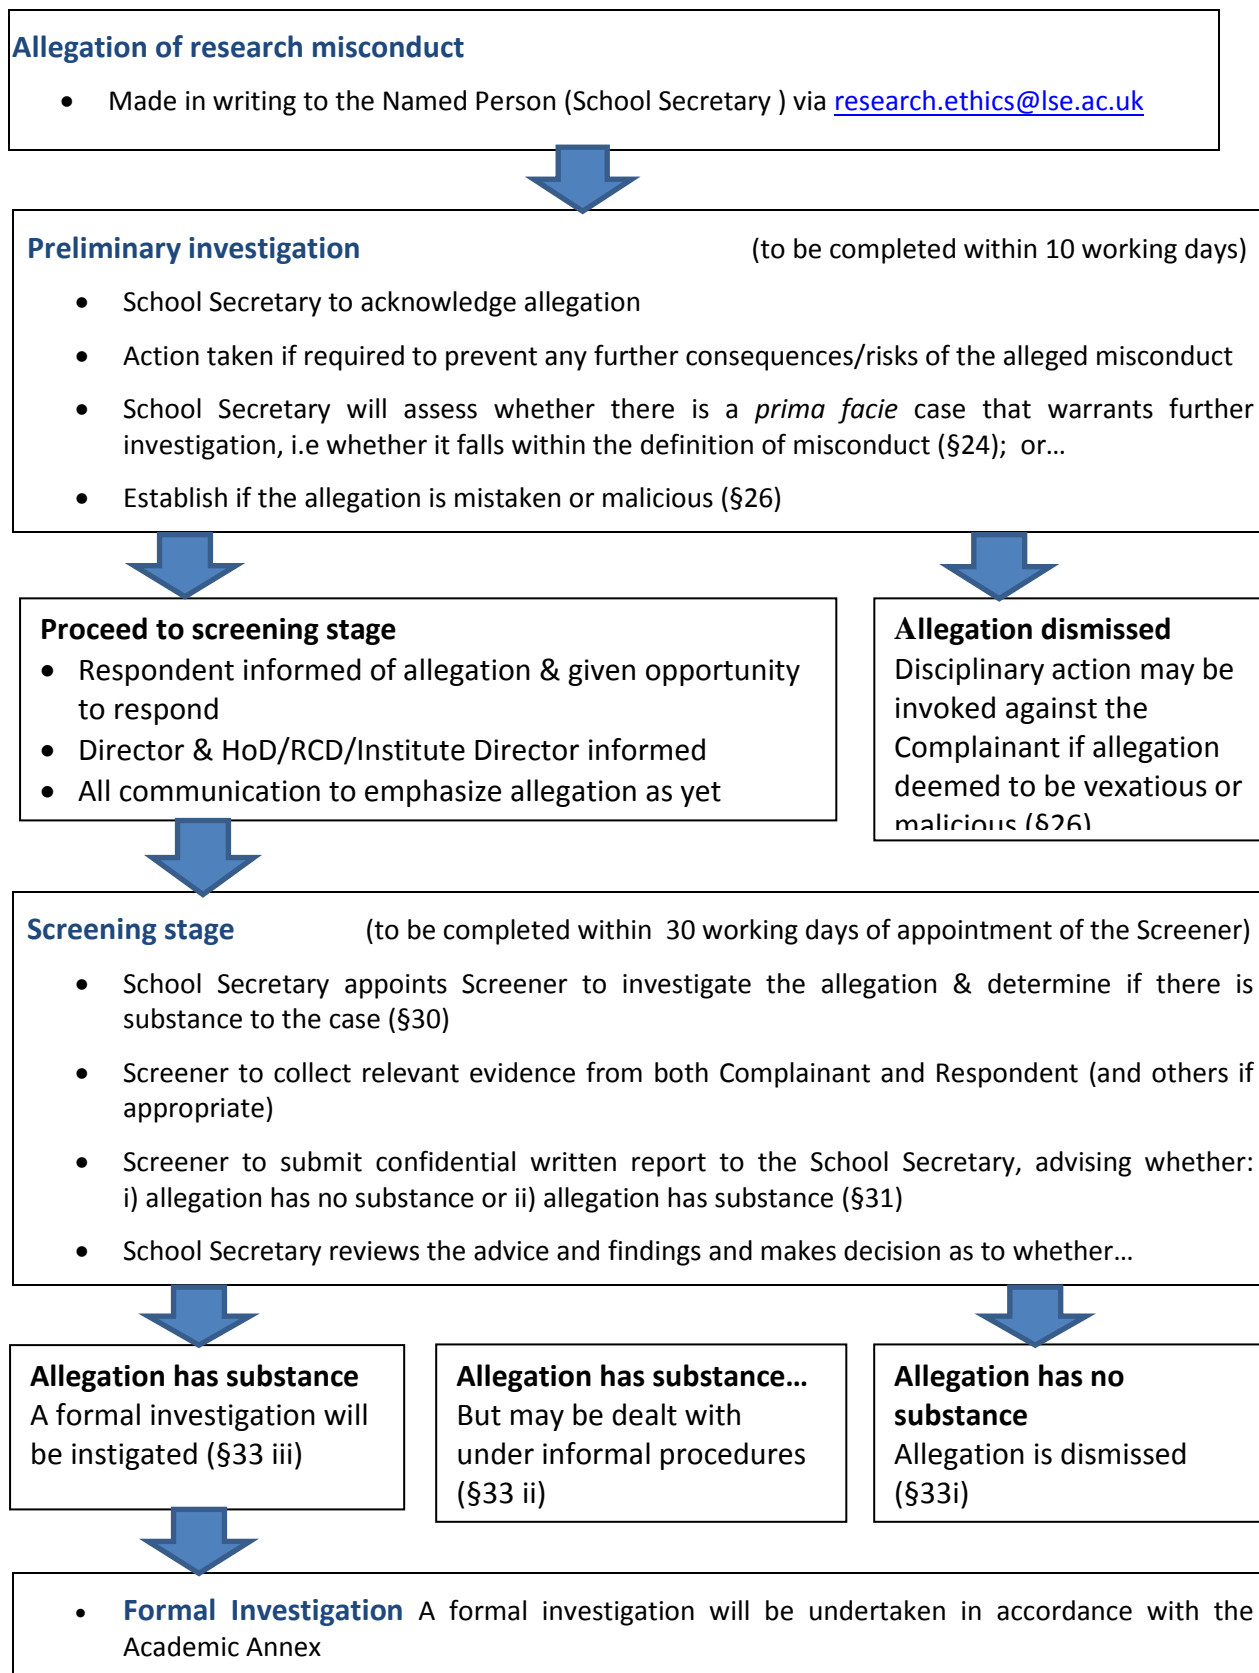 Allegation of research misconduct
• Made in writing to the Named Person (School Secretary ) via research.ethics@lse.ac.uk
Preliminary investigation (to be completed within 10 working days)
• School Secretary to acknowledge allegation
• Action taken if required to prevent any further consequences/risks of the alleged misconduct
• School Secretary will assess whether there is a prima facie case that warrants further
investigation, i.e whether it falls within the definition of misconduct (§24); or…
• Establish if the allegation is mistaken or malicious (§26)
Proceed to screening stage
• Respondent informed of allegation & given opportunity
to respond
• Director & HoD/RCD/Institute Director informed
• All communication to emphasize allegation as yet
Allegation dismissed
Disciplinary action may be
invoked against the
Complainant if allegation
deemed to be vexatious or
malicious (§26)
Screening stage (to be completed within 30 working days of appointment of the Screener)
• School Secretary appoints Screener to investigate the allegation & determine if there is
substance to the case (§30)
• Screener to collect relevant evidence from both Complainant and Respondent (and others if
appropriate)
• Screener to submit confidential written report to the School Secretary, advising whether:
i) allegation has no substance or ii) allegation has substance (§31)
• School Secretary reviews the advice and findings and makes decision as to whether…
Allegation has substance
A formal investigation will
be instigated (§33 iii)
Allegation has substance…
But may be dealt with
under informal procedures
(§33 ii)
Allegation has no
substance
Allegation is dismissed
(§33i)
• Formal Investigation A formal investigation will be undertaken in accordance with the
Academic Annex